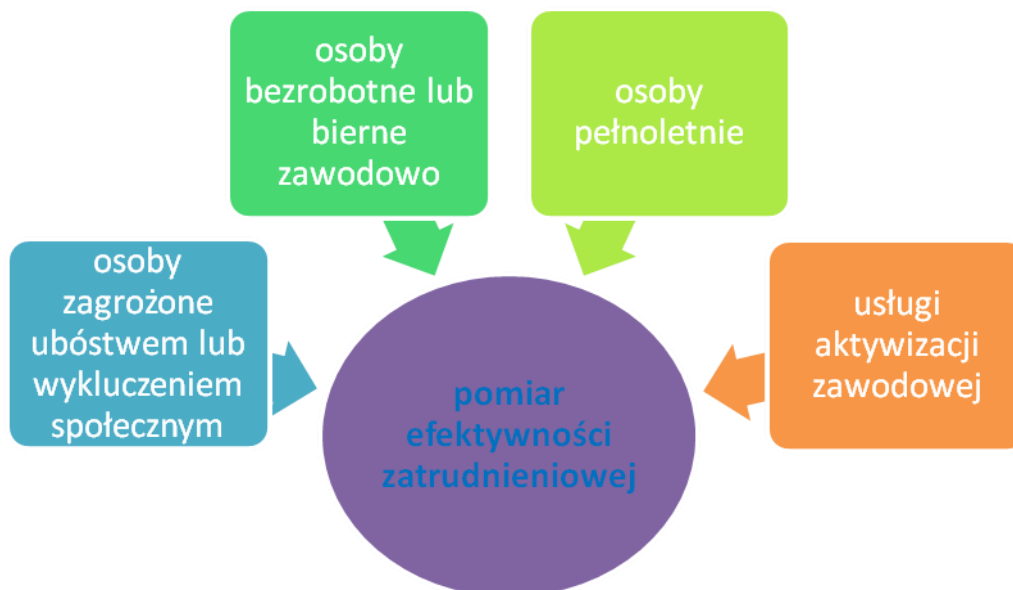 osoby
bezrobotne lub
bierne
zawodowo
osoby
pełnoletnie
osoby
zagrożone
ubóstwem lub
wykluczeniem
społecznym
usługi
aktywizacji
zawodowej
pomiar
efektywności
zatrudnieniowej